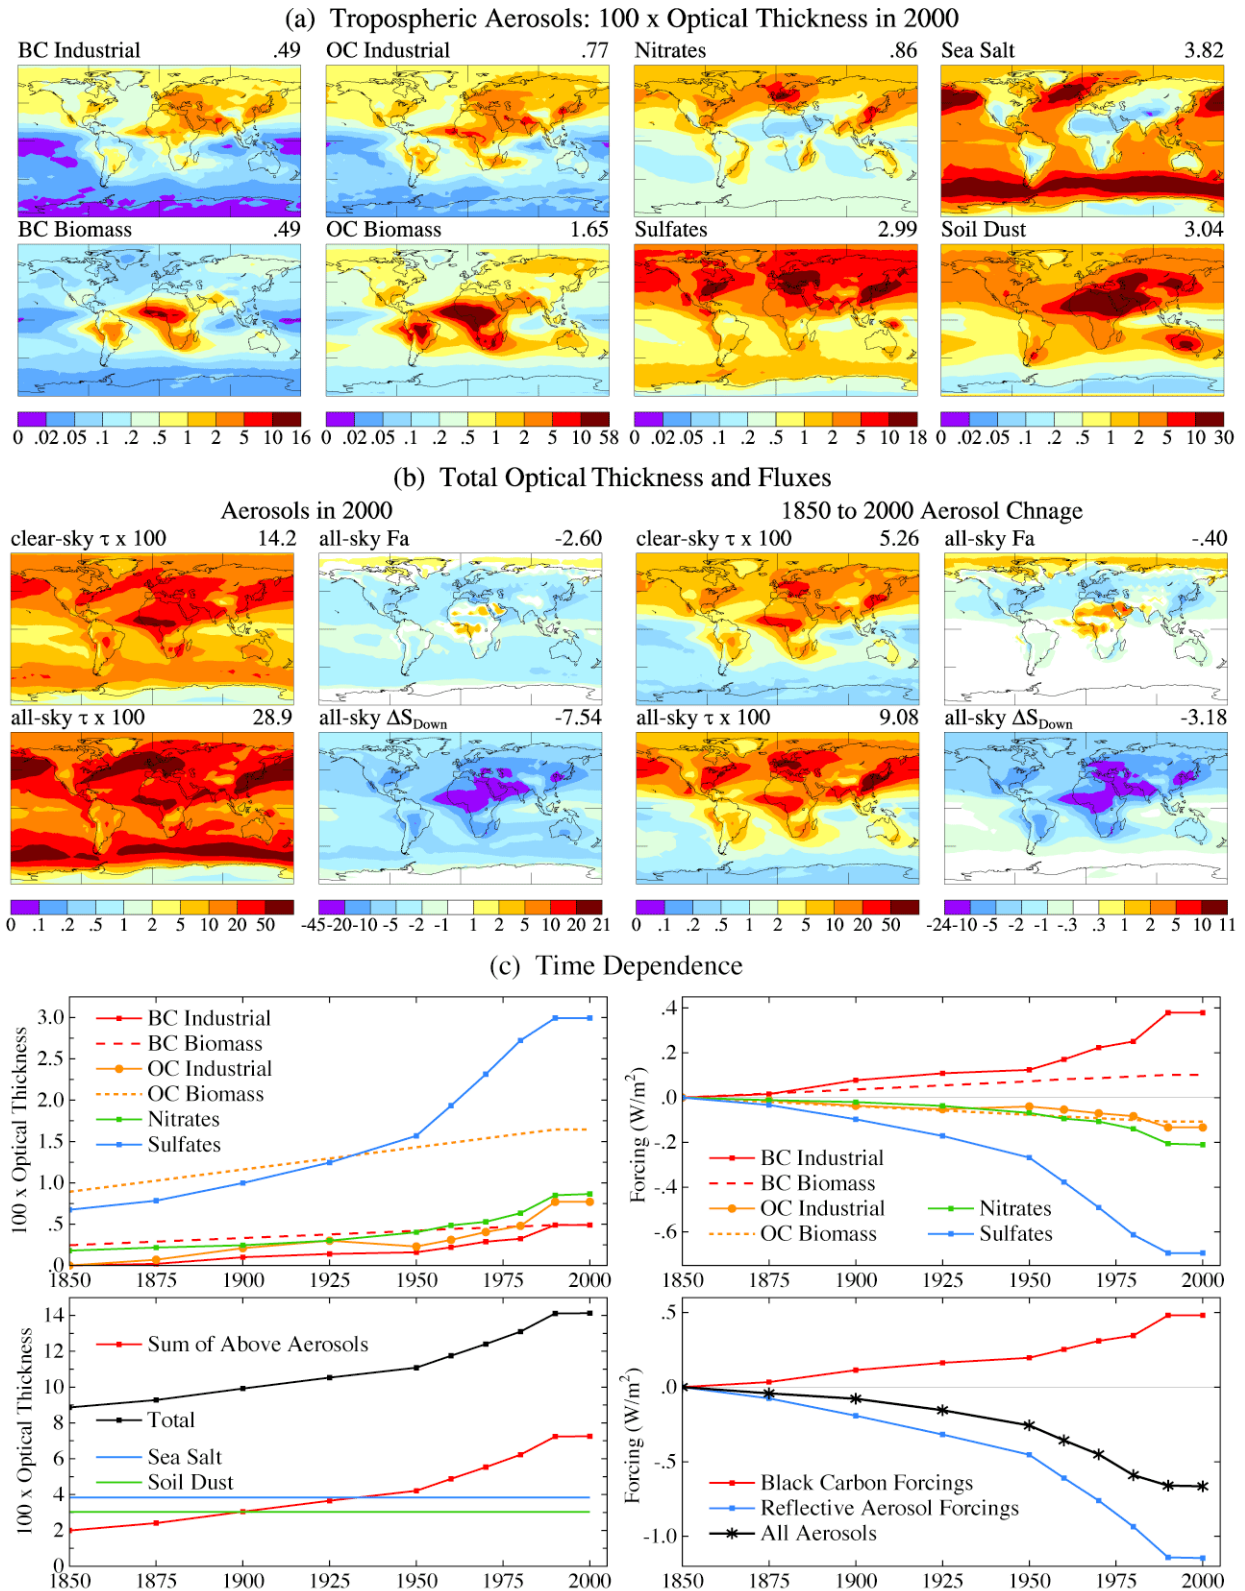 (a) Tropospheric Aerosols: 100 x Optical Thickness in 2000
BC Industrial .49
OC Industrial .77
Nitrates .86
Sea Salt 3.82
BC Biomass .49
OC Biomass 1.65
Sulfates 2.99
Soil Dust 3.04
0 .02 .05 .1 .2 .5 1 2 5 10 16
0 .02 .05 .1 .2 .5 1 2 5 10 58
0 .02 .05 .1 .2 .5 1 2 5 10 18
0 .02 .05 .1 .2 .5 1 2 5 10 30
(b) Total Optical Thickness and Fluxes
Aerosols in 2000
1850 to 2000 Aerosol Chnage
clear-sky τ x 100 14.2
all-sky Fa -2.60
clear-sky τ x 100 5.26
all-sky Fa -.40
all-sky τ x 100 28.9
all-sky ΔSDown -7.54
all-sky τ x 100 9.08
all-sky ΔSDown -3.18
0 .1 .2 .5 1 2 5 10 20 50
-45 -20 -10 -5 -2 -1 1 2 5 10 20 21
0 .1 .2 .5 1 2 5 10 20 50
-24 -10 -5 -2 -1 -.3 .3 1 2 5 10 11
(c) Time Dependence
100 x Optical Thickness
3.0
2.5
2.0
1.5
1.0
.5
.0
BC Industrial
BC Biomass
OC Industrial
OC Biomass
Nitrates
Sulfates
1850 1875 1900 1925 1950 1975 2000
Forcing (W/m²)
.4
.2
.0
-.2
-.4
-.6
BC Industrial
BC Biomass
OC Industrial
OC Biomass
Nitrates
Sulfates
1850 1875 1900 1925 1950 1975 2000
100 x Optical Thickness
14
12
10
8
6
4
2
0
Sum of Above Aerosols
Total
Sea Salt
Soil Dust
1850 1875 1900 1925 1950 1975 2000
Forcing (W/m²)
.5
.0
-.5
-1.0
Black Carbon Forcings
Reflective Aerosol Forcings
All Aerosols
1850 1875 1900 1925 1950 1975 2000